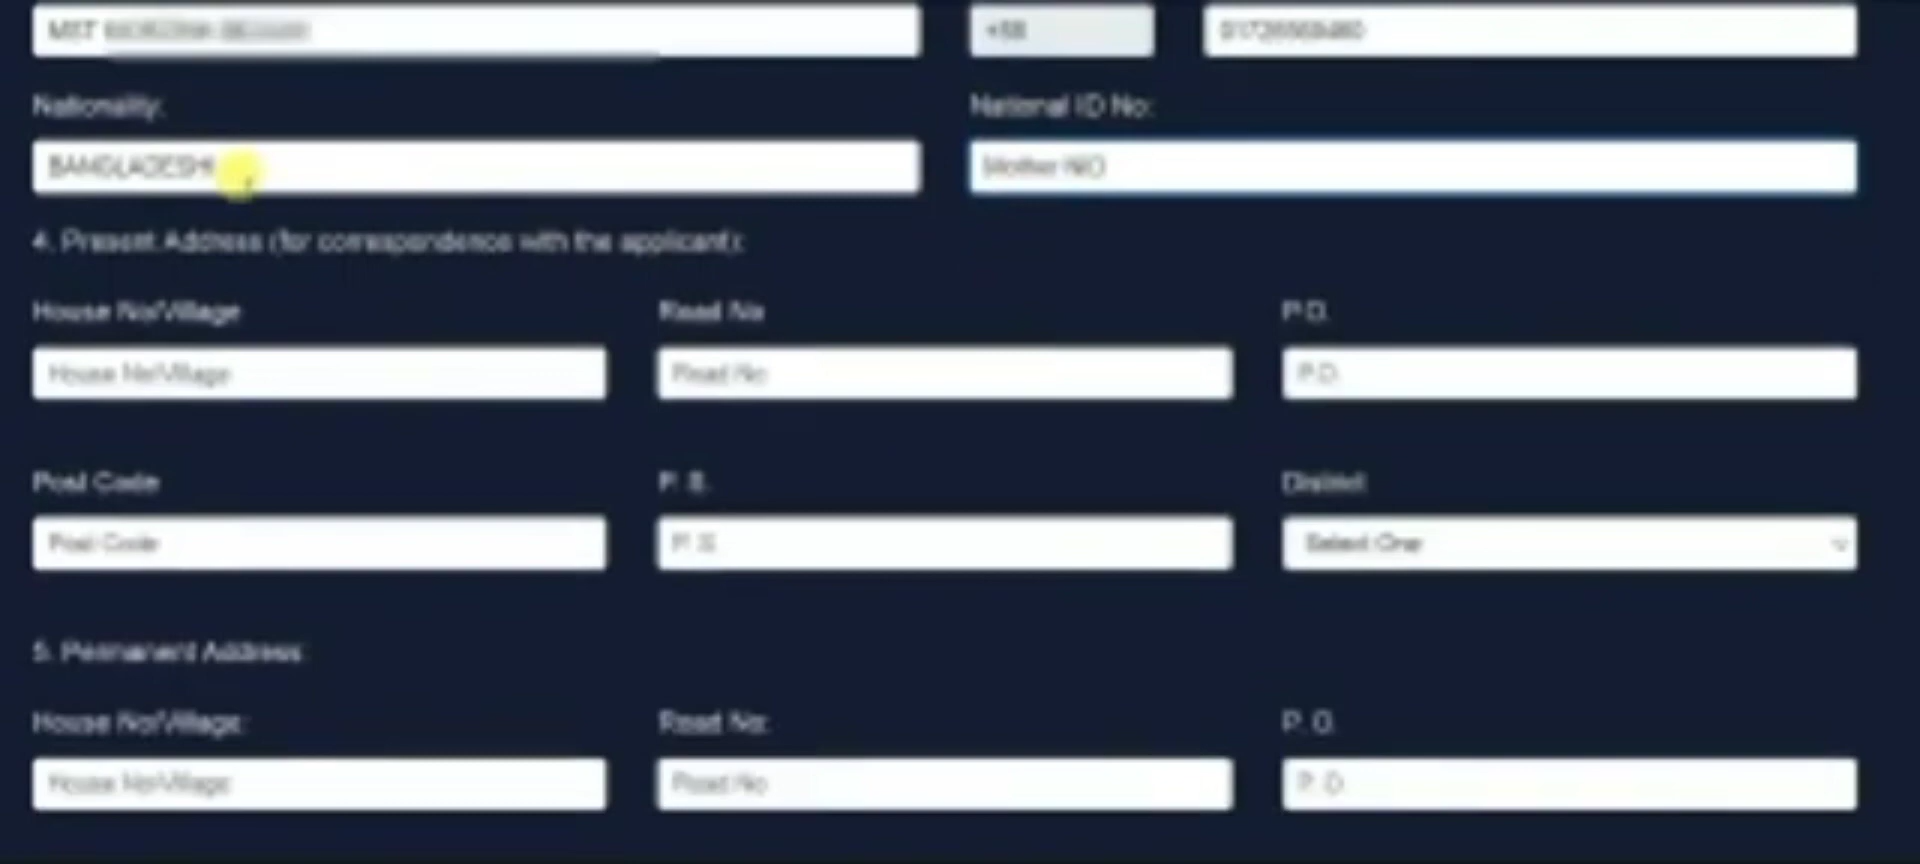 MST
+88
Nationality:
National ID No:
BANGLADESHI
Mother NID
4. Present Address (for correspondence with the applicant):
House No/Village
Road No
P.O.
House No/Village
Road No
P.O.
Post Code
P. S.
District
Post Code
P. S.
Select One
5. Permanent Address:
House No/Village:
Road No:
P. O.
House No/Village
Road No
P. O.